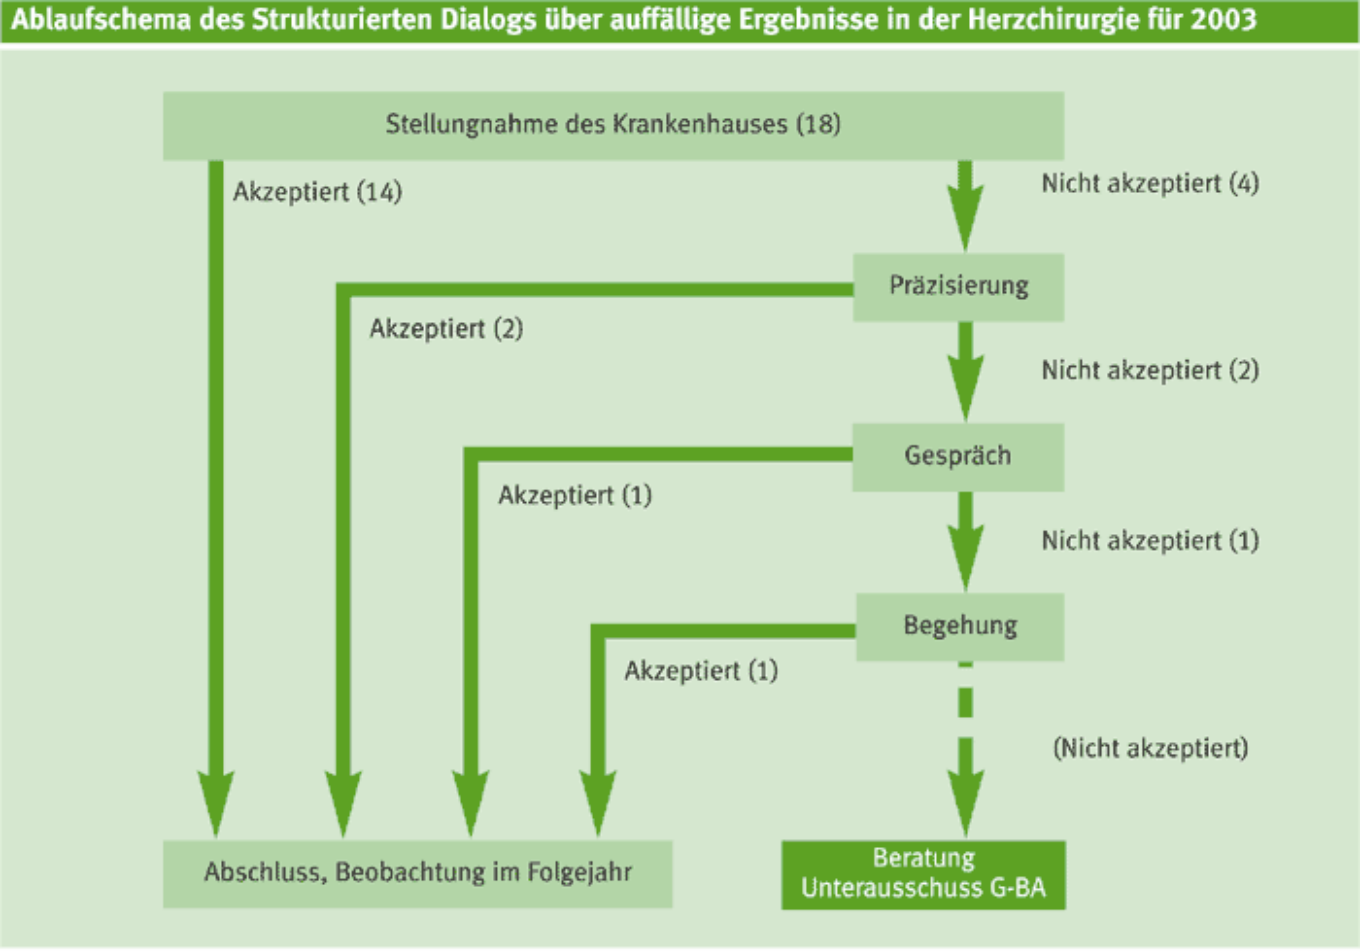 Ablaufschema des Strukturierten Dialogs über auffällige Ergebnisse in der Herzchirurgie für 2003
Stellungnahme des Krankenhauses (18)
Akzeptiert (14)
Nicht akzeptiert (4)
Präzisierung
Akzeptiert (2)
Nicht akzeptiert (2)
Gespräch
Akzeptiert (1)
Nicht akzeptiert (1)
Begehung
Akzeptiert (1)
(Nicht akzeptiert)
Abschluss, Beobachtung im Folgejahr
Beratung
Unterausschuss G-BA